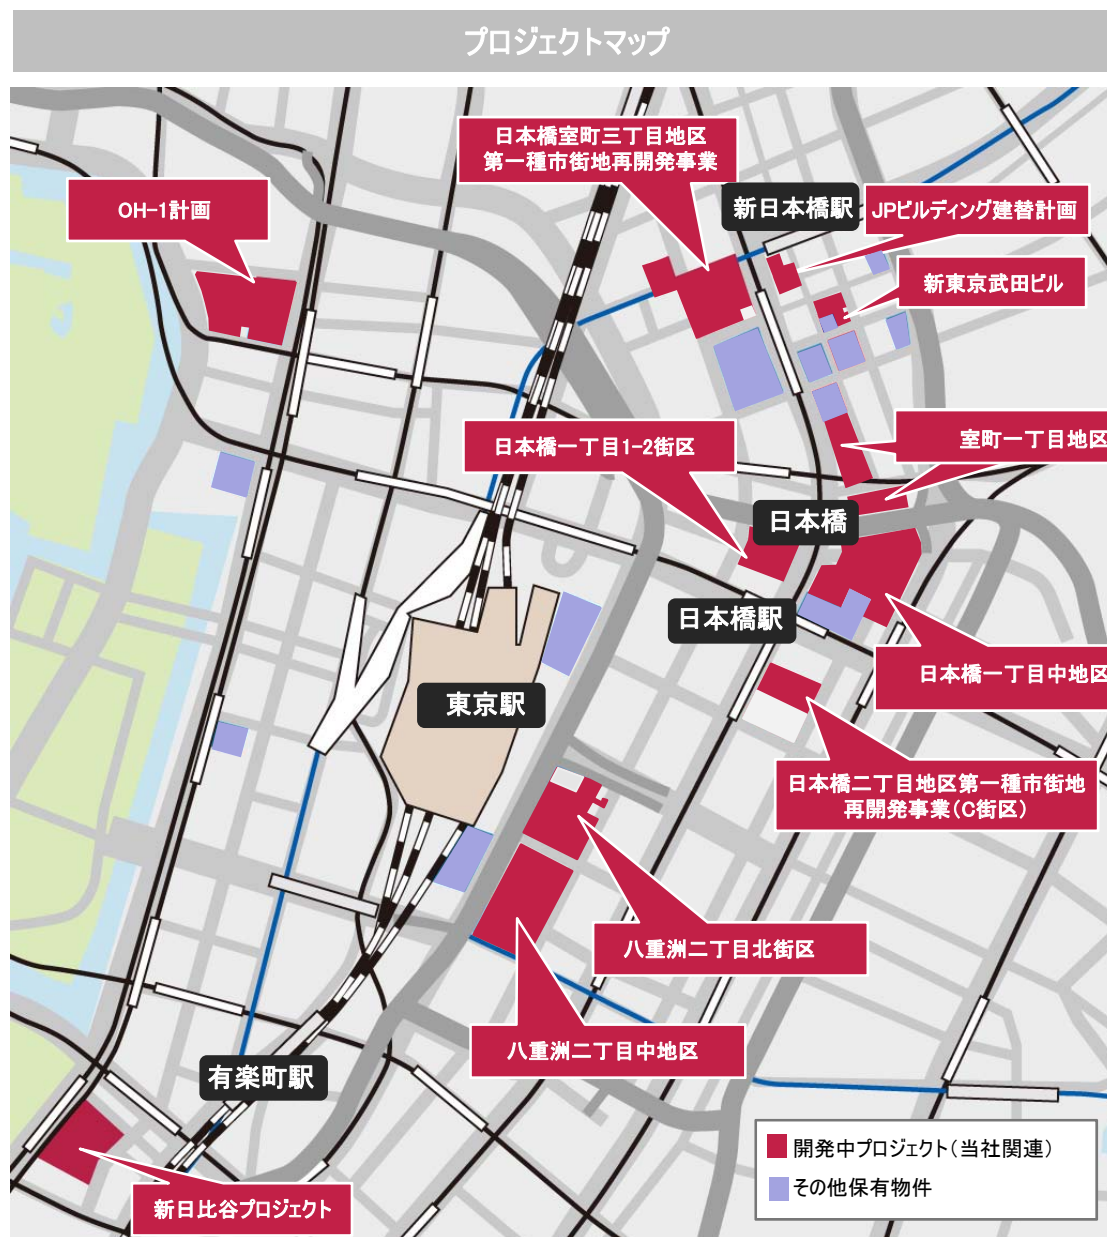 プロジェクトマップ
日本橋室町三丁目地区
第一種市街地再開発事業
OH-1計画
新日本橋駅
JPビルディング建替計画
新東京武田ビル
日本橋一丁目1-2街区
室町一丁目地区
日本橋
日本橋駅
日本橋一丁目中地区
東京駅
日本橋二丁目地区第一種市街地
再開発事業(C街区)
八重洲二丁目北街区
八重洲二丁目中地区
有楽町駅
新日比谷プロジェクト
開発中プロジェクト(当社関連)
その他保有物件